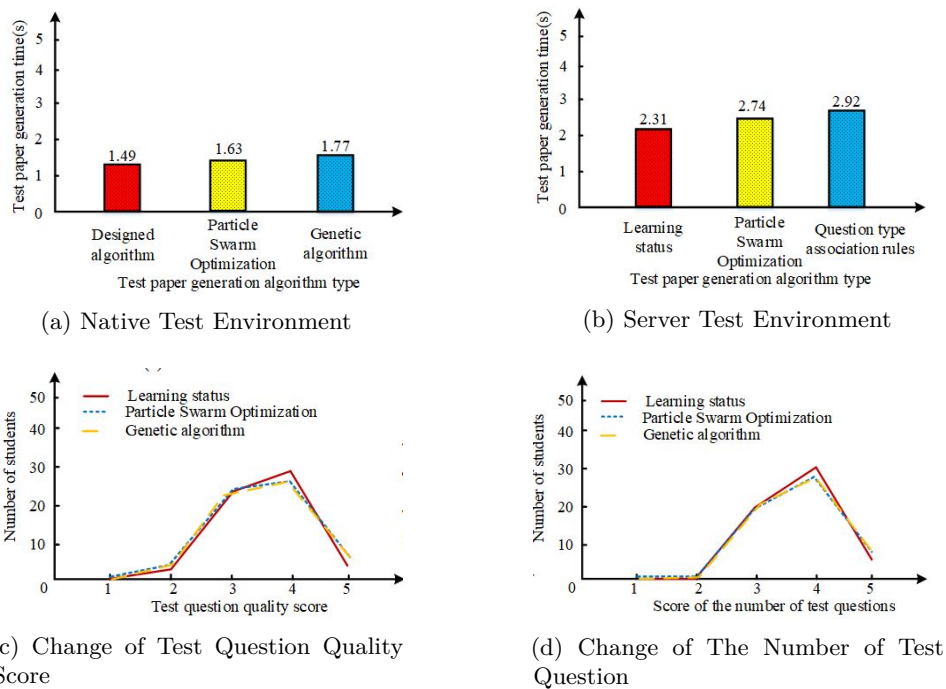 Test paper generation time(s)
5
4
3
2
1
0
1.49
1.63
1.77
Designed
algorithm
Particle
Swarm
Optimization
Genetic
algorithm
Test paper generation algorithm type
(a) Native Test Environment
Test paper generation time(s)
5
4
3
2
1
0
2.31
2.74
2.92
Learning
status
Particle
Swarm
Optimization
Question type
association rules
Test paper generation algorithm type
(b) Server Test Environment
Number of students
50
40
30
20
10
0
Learning status
Particle Swarm Optimization
Genetic algorithm
1 2 3 4 5
Test question quality score
c) Change of Test Question Quality
Score
Number of students
50
40
30
20
10
0
Learning status
Particle Swarm Optimization
Genetic algorithm
1 2 3 4 5
Score of the number of test questions
(d) Change of The Number of Test
Question